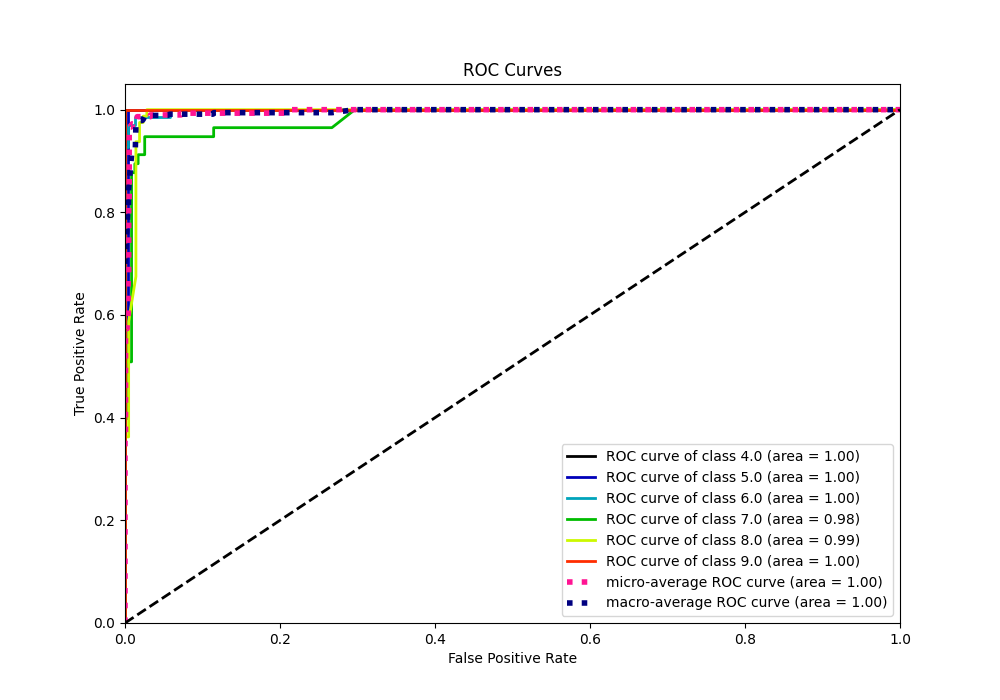 ROC Curves
1.0
0.8
0.6
0.4
0.2
0.0
True Positive Rate
0.0 0.2 0.4 0.6 0.8 1.0
False Positive Rate
ROC curve of class 4.0 (area = 1.00)
ROC curve of class 5.0 (area = 1.00)
ROC curve of class 6.0 (area = 1.00)
ROC curve of class 7.0 (area = 0.98)
ROC curve of class 8.0 (area = 0.99)
ROC curve of class 9.0 (area = 1.00)
micro-average ROC curve (area = 1.00)
macro-average ROC curve (area = 1.00)